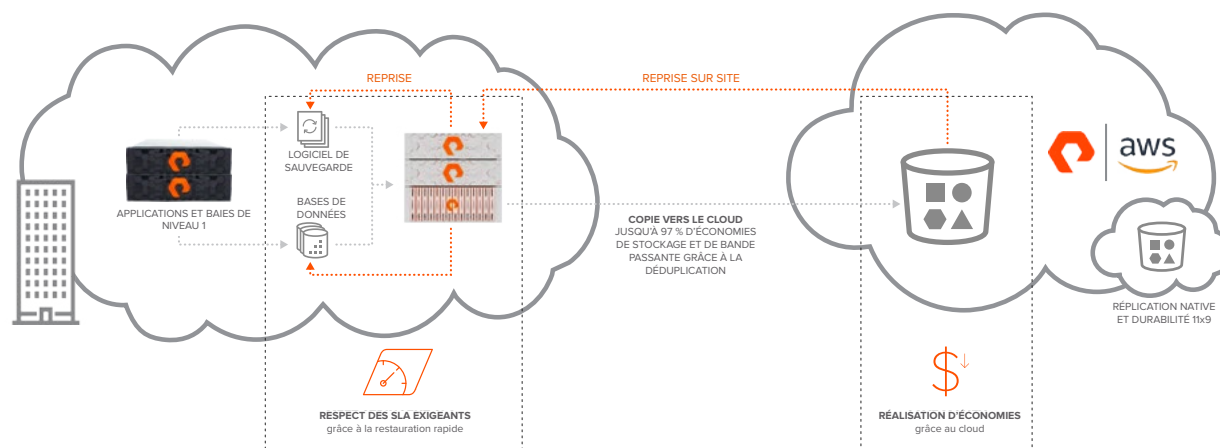 REPRISE
REPRISE SUR SITE
LOGICIEL DE
SAUVEGARDE
aws
APPLICATIONS ET BAIES DE
NIVEAU 1
BASES DE
DONNÉES
COPIE VERS LE CLOUD
JUSQU'À 97 % D'ÉCONOMIES
DE STOCKAGE ET DE BANDE
PASSANTE GRÂCE À LA
DÉDUPLICATION
RÉPLICATION NATIVE
ET DURABILITÉ 11x9
RESPECT DES SLA EXIGEANTS
grâce à la restauration rapide
RÉALISATION D'ÉCONOMIES
grâce au cloud